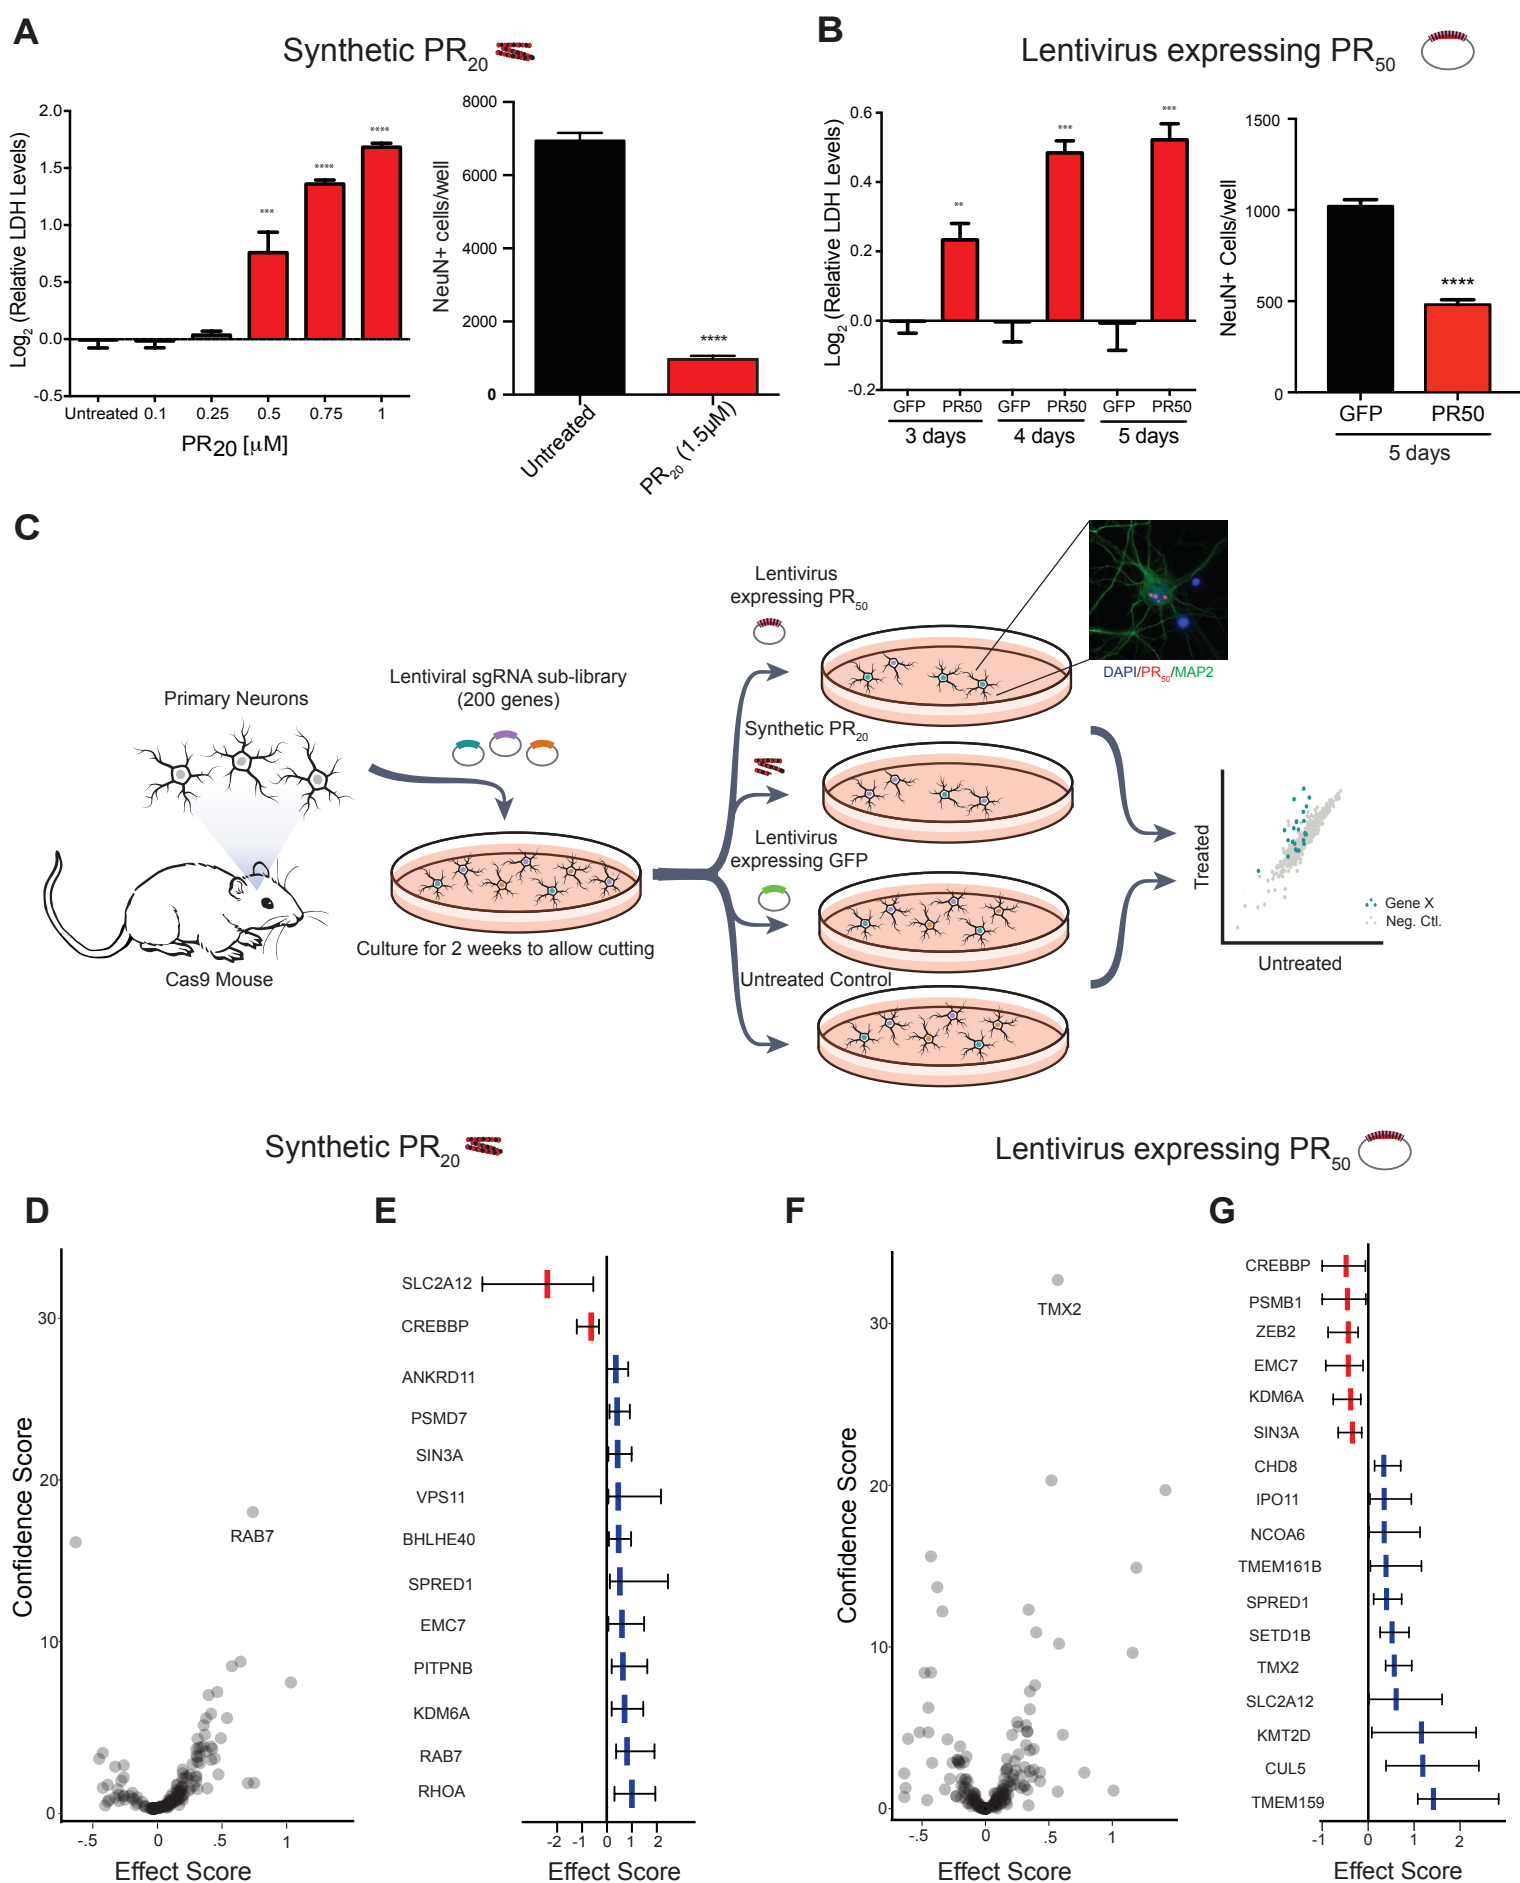 A
Synthetic PR20
Log2 (Relative LDH Levels)
2.0
1.5
1.0
0.5
0.0
-0.5
***
****
****
Untreated 0.1 0.25 0.5 0.75 1
PR20 [μM]
NeuN+ cells/well
8000
6000
4000
2000
0
****
Untreated
PR20 (1.5μM)
B
Lentivirus expressing PR50
Log2 (Relative LDH Levels)
0.6
0.4
0.2
0.0
-0.2
**
***
***
GFP PR50 GFP PR50 GFP PR50
3 days 4 days 5 days
NeuN+ Cells/well
1500
1000
500
0
****
GFP PR50
5 days
C
Primary Neurons
Cas9 Mouse
Lentiviral sgRNA sub-library
(200 genes)
Culture for 2 weeks to allow cutting
Lentivirus
expressing PR50
Synthetic PR20
Lentivirus
expressing GFP
Untreated Control
DAPI/PR50/MAP2
Treated
Untreated
Gene X
Neg. Ctl.
Synthetic PR20
Lentivirus expressing PR50
D
Confidence Score
30
20
10
0
RAB7
-.5 0 1
Effect Score
E
SLC2A12
CREBBP
ANKRD11
PSMD7
SIN3A
VPS11
BHLHE40
SPRED1
EMC7
PITPNB
KDM6A
RAB7
RHOA
-2 -1 0 1 2
Effect Score
F
Confidence Score
30
20
10
0
TMX2
-.5 0 .5 1
Effect Score
G
CREBBP
PSMB1
ZEB2
EMC7
KDM6A
SIN3A
CHD8
IPO11
NCOA6
TMEM161B
SPRED1
SETD1B
TMX2
SLC2A12
KMT2D
CUL5
TMEM159
-1 0 1 2
Effect Score